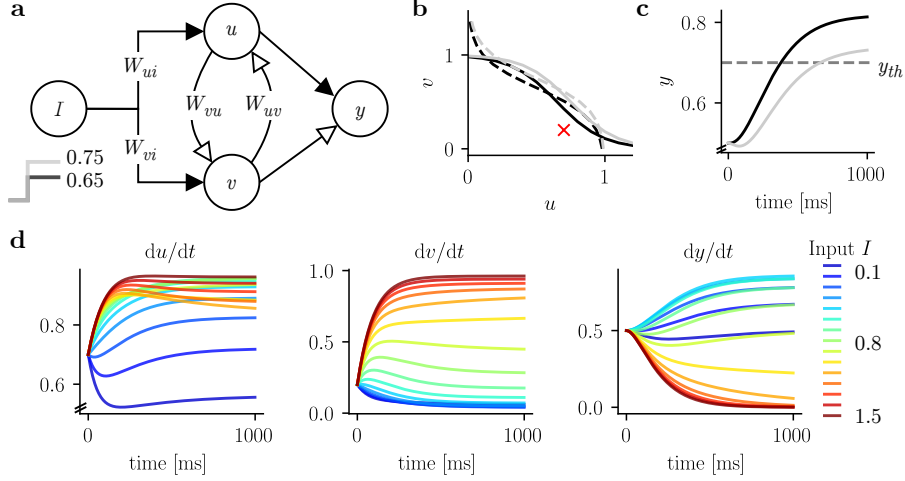 a
I
W_ui
W_vi
0.75
0.65
u
v
W_vu
W_uv
y
b
v
1
0
0
1
u
c
y
0.8
0.6
y_th
0
1000
time [ms]
d
du/dt
0.8
0.6
0
1000
time [ms]
dv/dt
1.0
0.5
0.0
0
1000
time [ms]
dy/dt
0.5
0.0
0
1000
time [ms]
Input I
0.1
0.8
1.5